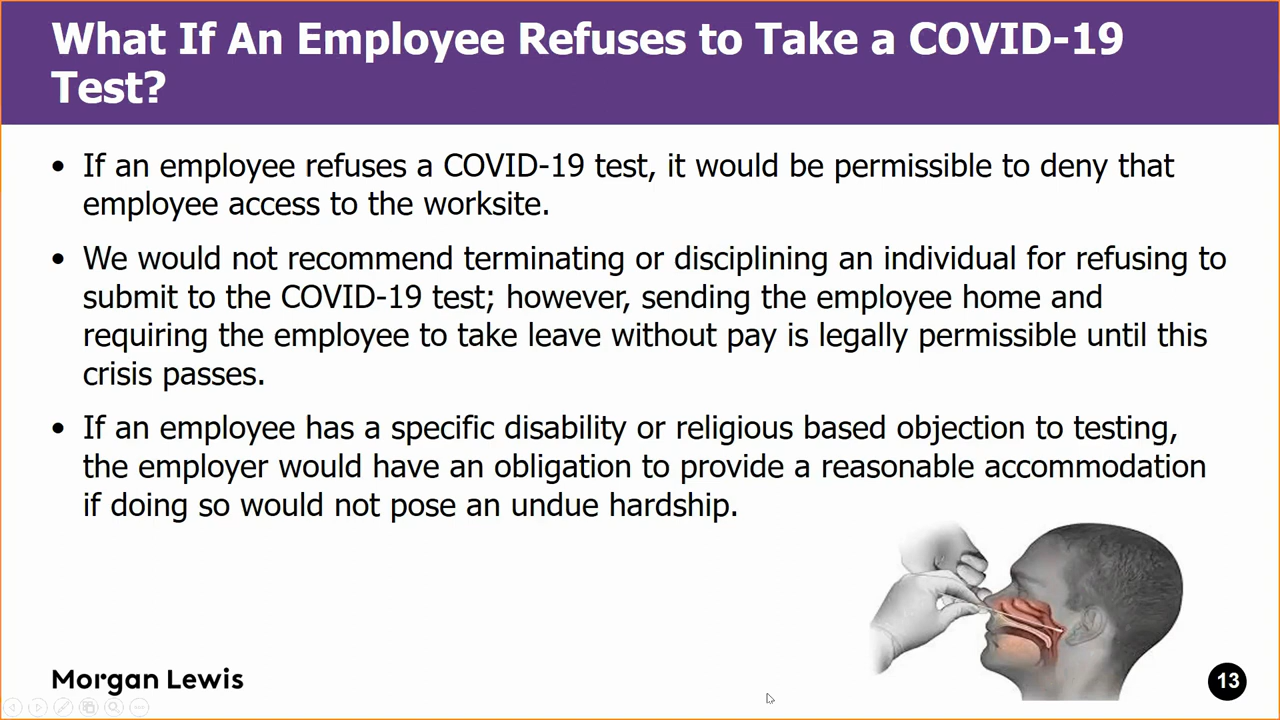 What If An Employee Refuses to Take a COVID-19
Test?
• If an employee refuses a COVID-19 test, it would be permissible to deny that
employee access to the worksite.
• We would not recommend terminating or disciplining an individual for refusing to
submit to the COVID-19 test; however, sending the employee home and
requiring the employee to take leave without pay is legally permissible until this
crisis passes.
• If an employee has a specific disability or religious based objection to testing,
the employer would have an obligation to provide a reasonable accommodation
if doing so would not pose an undue hardship.
Morgan Lewis
13